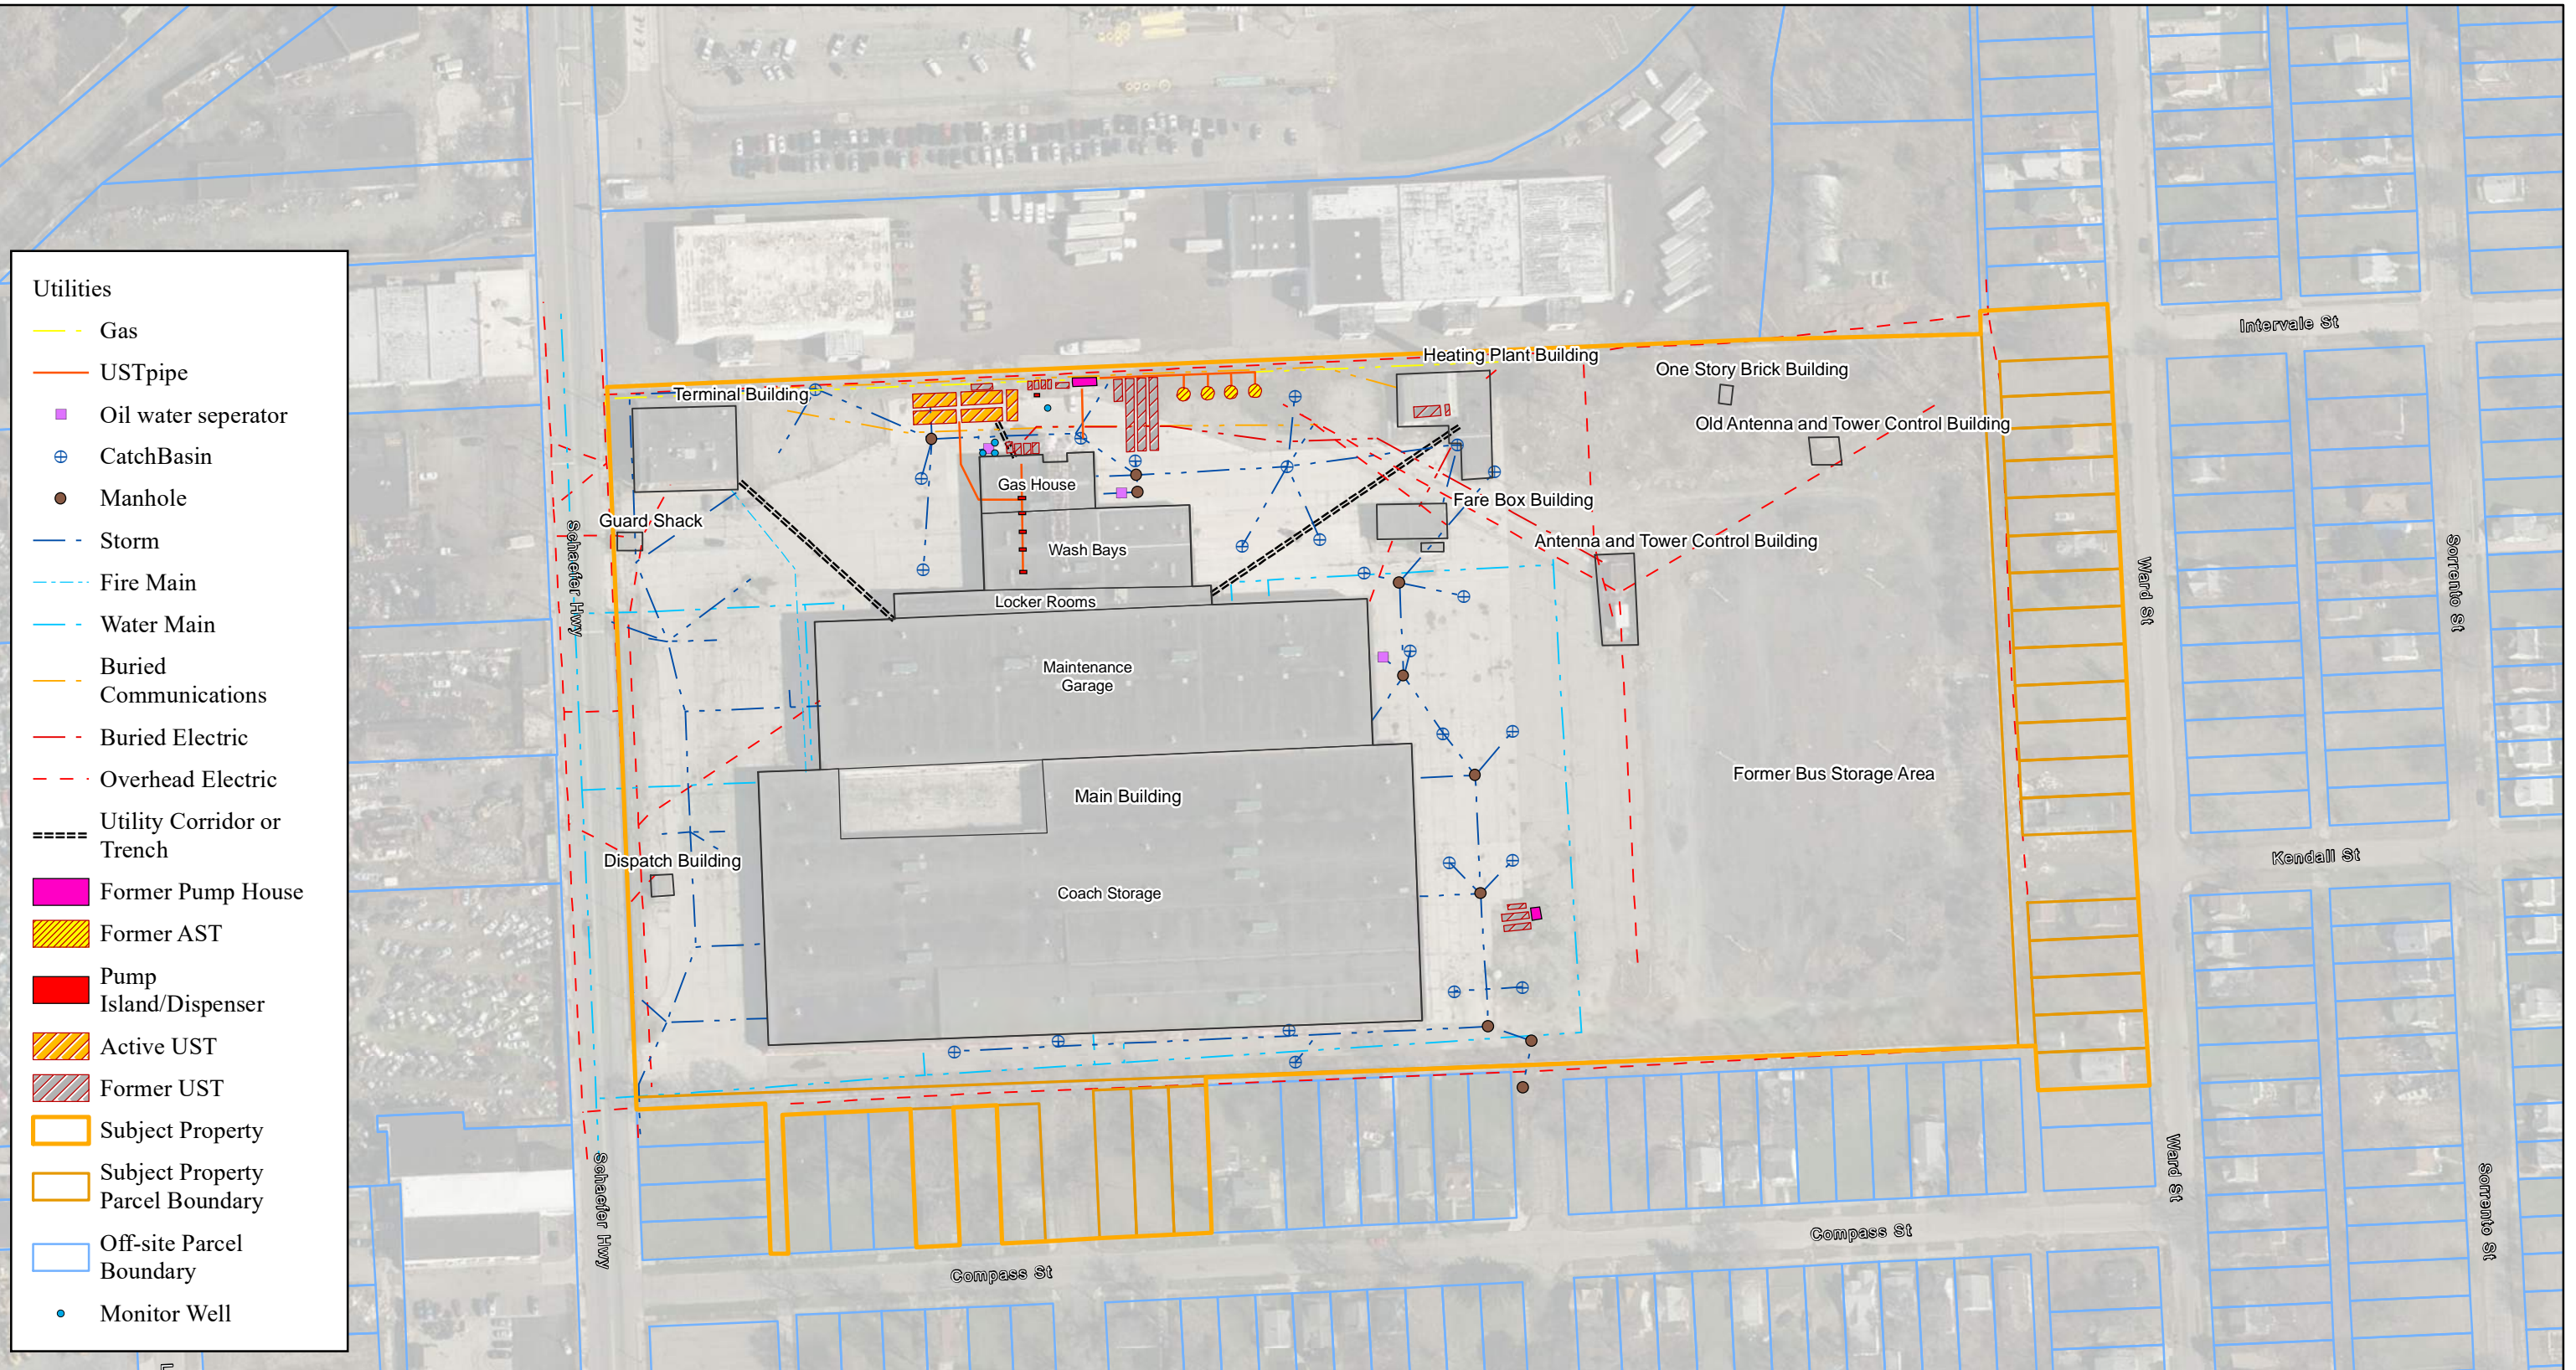 Utilities
Gas
USTpipe
Oil water seperator
CatchBasin
Manhole
Storm
Fire Main
Water Main
Buried
Communications
Buried Electric
Overhead Electric
Utility Corridor or
Trench
Former Pump House
Former AST
Pump
Island/Dispenser
Active UST
Former UST
Subject Property
Subject Property
Parcel Boundary
Off-site Parcel
Boundary
Monitor Well
Intervale St
Heating Plant Building
One Story Brick Building
Terminal Building
Old Antenna and Tower Control Building
Gas House
Fare Box Building
Guard Shack
Antenna and Tower Control Building
Wash Bays
Schaefer Hwy
Ward St
Sorrento St
Locker Rooms
Maintenance
Garage
Former Bus Storage Area
Main Building
Kendall St
Dispatch Building
Coach Storage
Schaefer Hwy
Ward St
Sorrento St
Compass St
Compass St